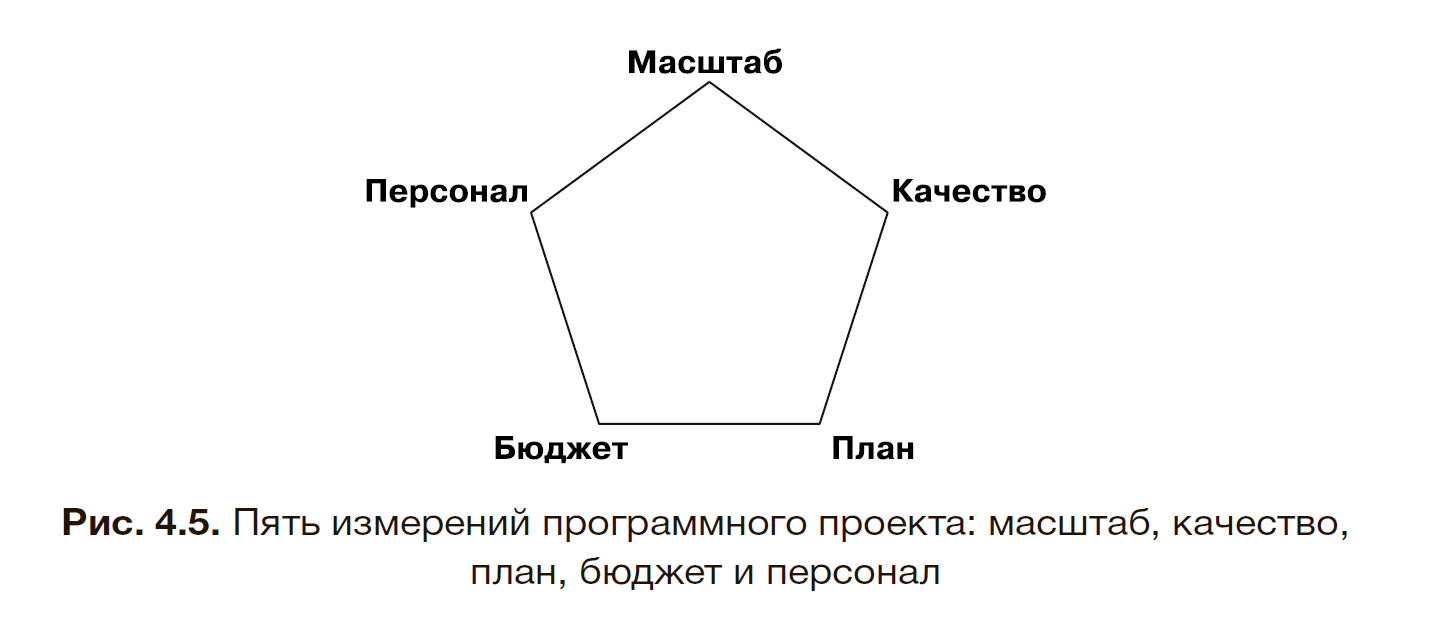 Масштаб
Персонал
Качество
Бюджет
План
Рис. 4.5. Пять измерений программного проекта: масштаб, качество,
план, бюджет и персонал